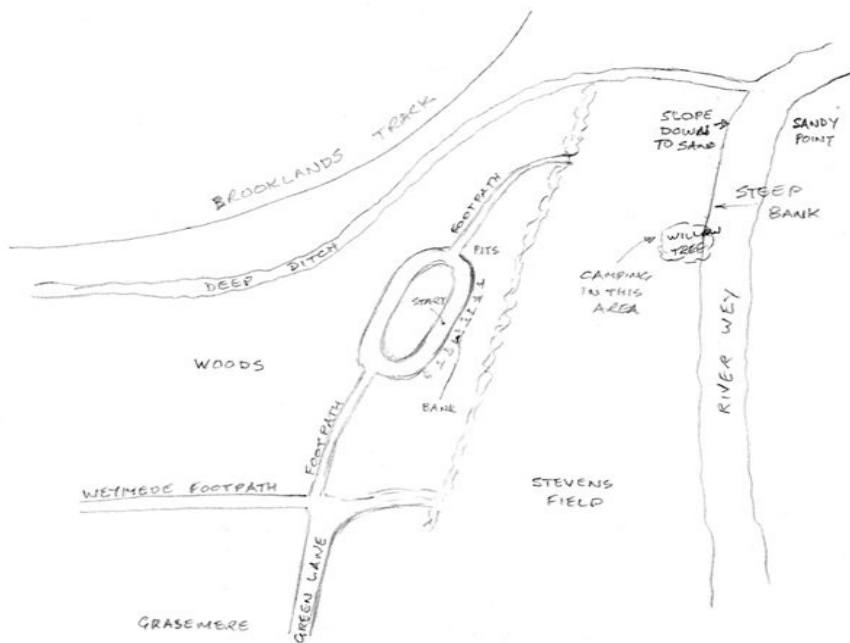 BROOKLANDS TRACK
SLOPE
DOWN
TO SAND
SANDY
POINT
STEEP
BANK
FOOTPATH
WILLOW
TREE
PITS
DEEP DITCH
CAMPING
IN THIS
AREA
START
WOODS
RIVER WEY
BANK
FOOTPATH
WEYMEDE FOOTPATH
STEVENS
FIELD
GREEN LANE
GRASEMERE